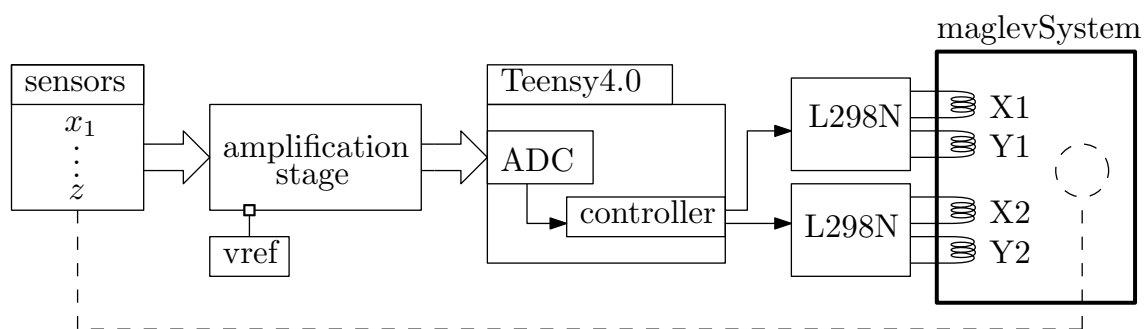 maglevSystem
sensors
x₁
⋮
z
amplification
stage
vref
Teensy4.0
ADC
controller
L298N
L298N
X1
Y1
X2
Y2